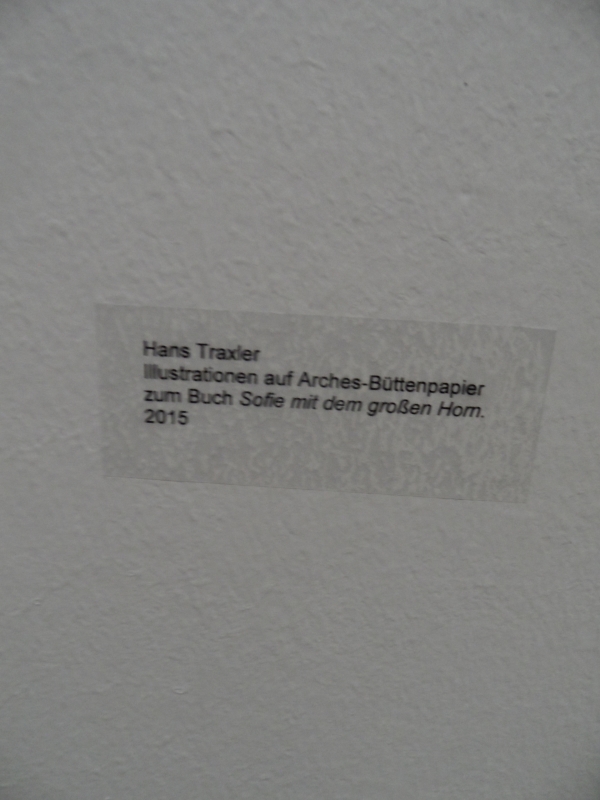 Hans Traxler
Illustrationen auf Arches-Büttenpapier
zum Buch Sofie mit dem großen Horn.
2015